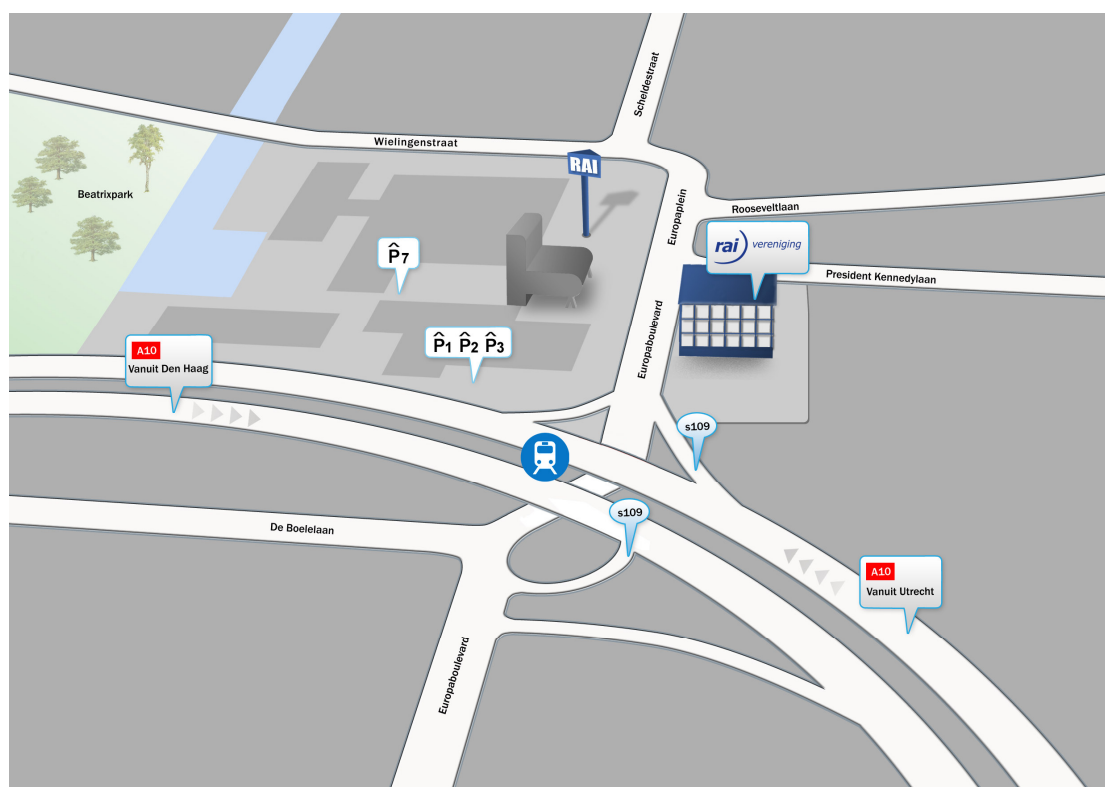 Scheldestraat
Wielingenstraat
RAI
Beatrixpark
Europaplein
Rooseveltlaan
rai vereniging
P7
President Kennedylaan
Europaboulevard
P1 P2 P3
A10
Vanuit Den Haag
s109
s109
De Boelelaan
A10
Vanuit Utrecht
Europaboulevard